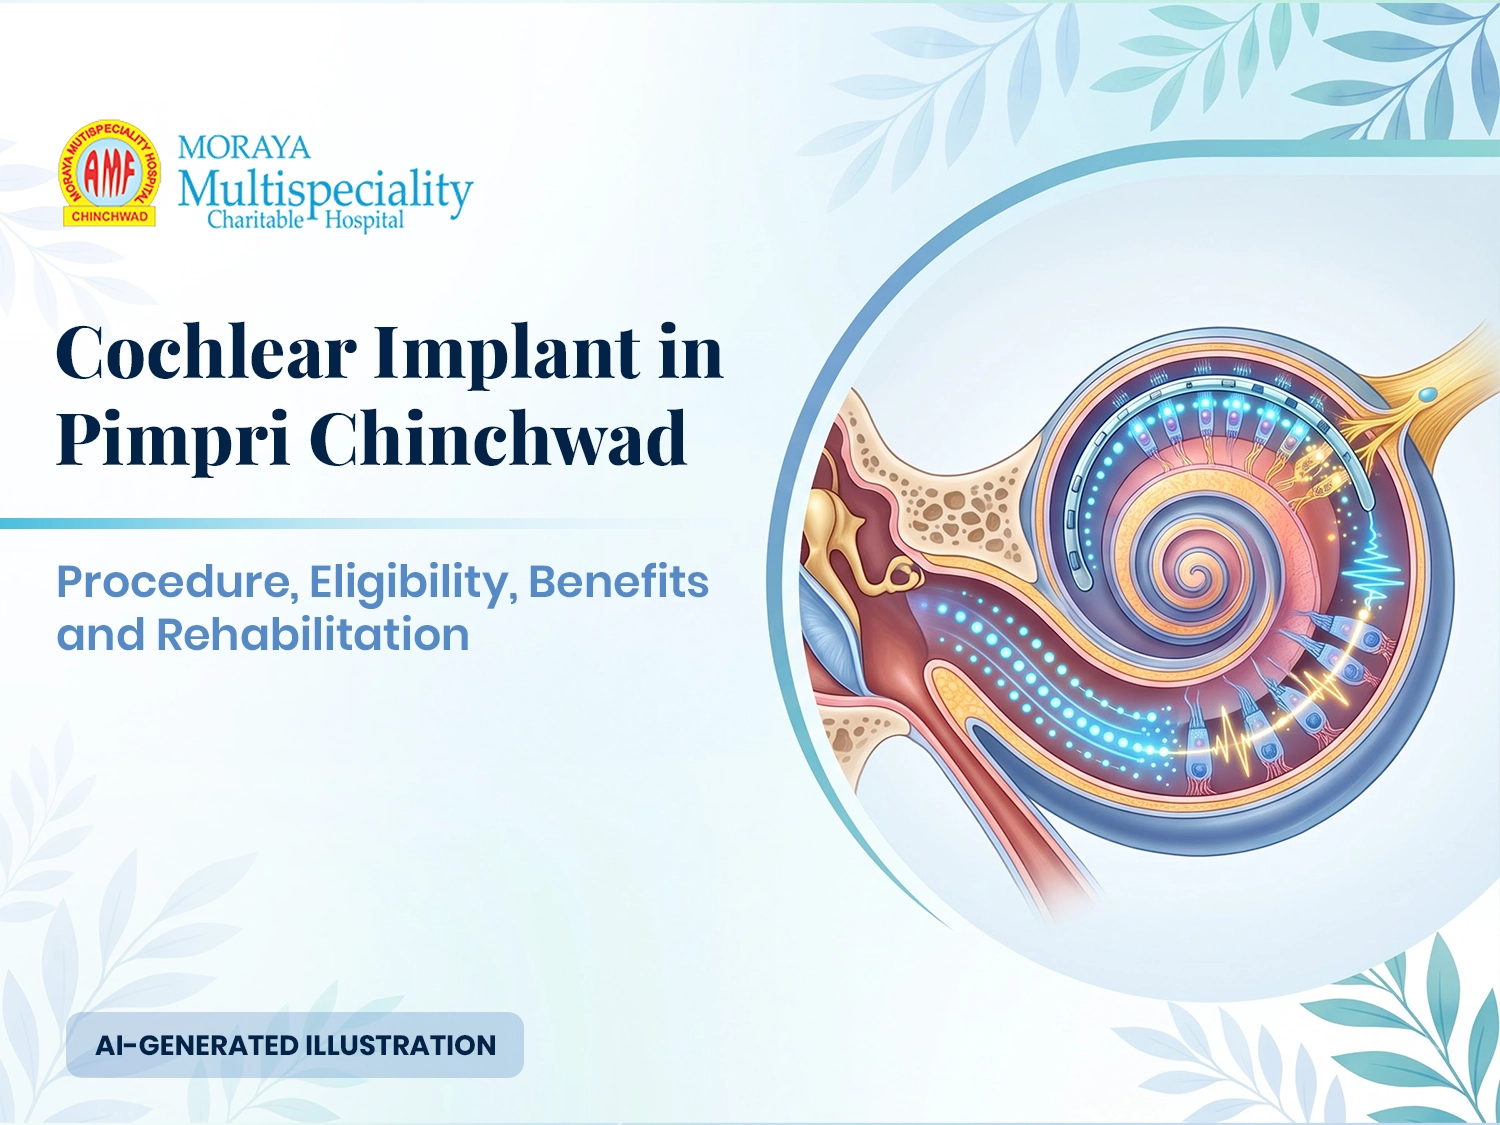 MORAYA MUTISPECIALITY HOSPITAL
AMF
CHINCHWAD
MORAYA
Multispeciality
Charitable Hospital
Cochlear Implant in
Pimpri Chinchwad
Procedure, Eligibility, Benefits
and Rehabilitation
AI-GENERATED ILLUSTRATION